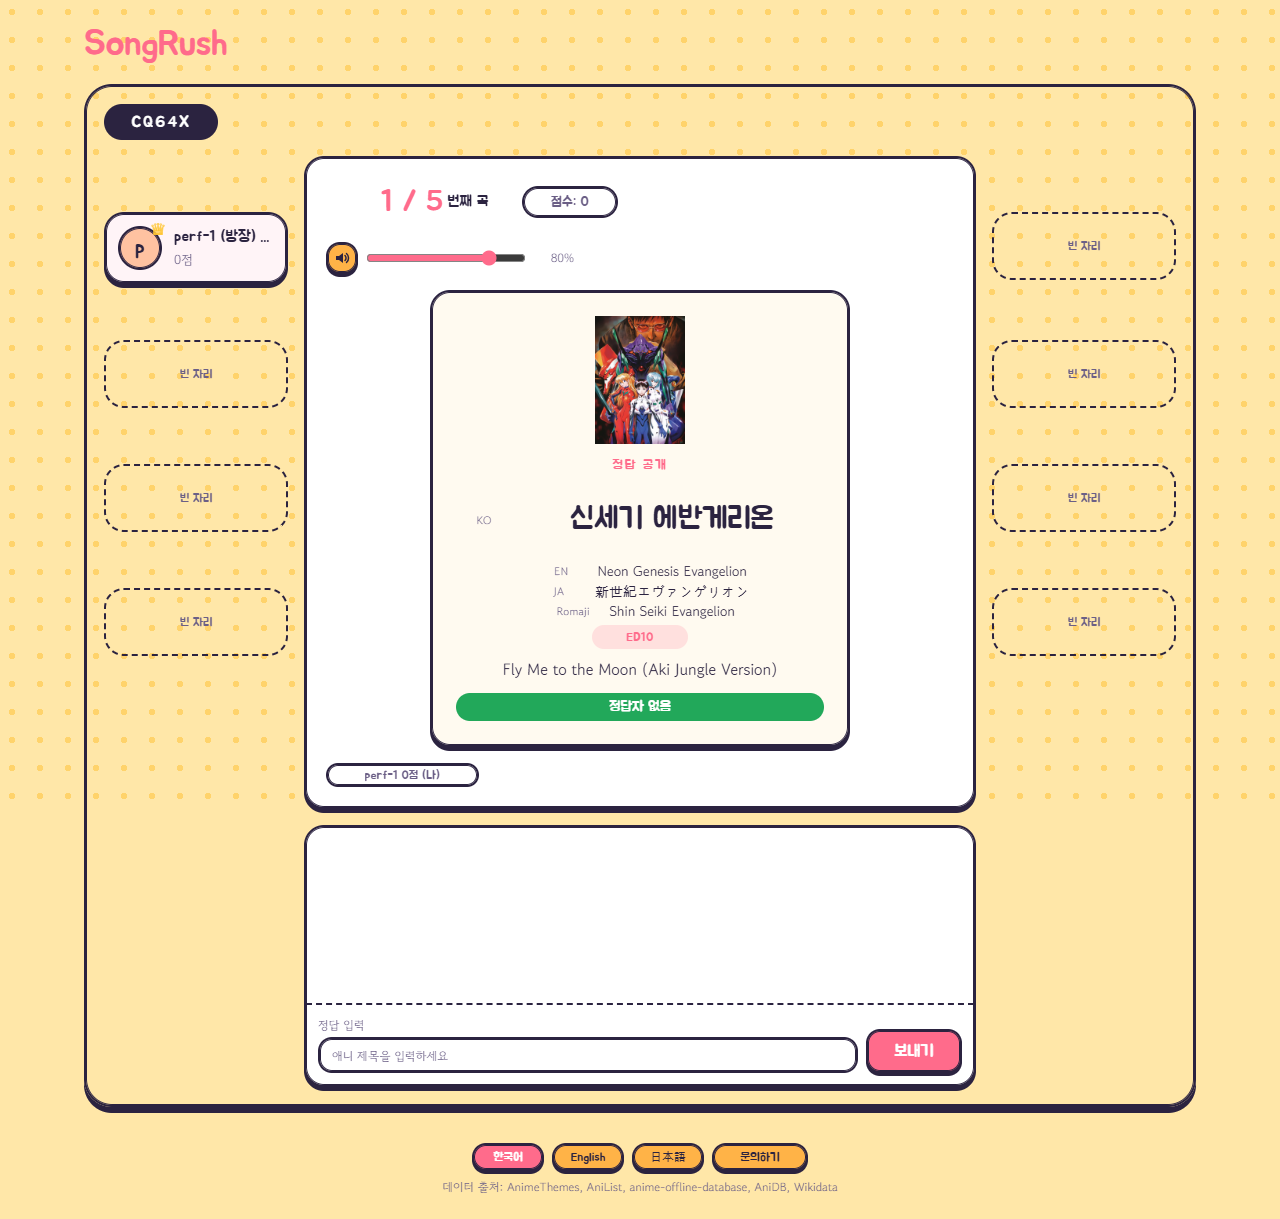 SongRush
CQ64X
1 / 5 번째 곡
점수: 0
P
perf-1 (방장) ...
0점
80%
빈 자리
빈 자리
빈 자리
빈 자리
빈 자리
빈 자리
빈 자리
정답 공개
KO 신세기 에반게리온
EN Neon Genesis Evangelion
JA 新世紀エヴァンゲリオン
Romaji Shin Seiki Evangelion
ED10
Fly Me to the Moon (Aki Jungle Version)
정답자 없음
perf-1 0점 (나)
정답 입력
애니 제목을 입력하세요
보내기
한국어 English 日本語 문의하기
데이터 출처: AnimeThemes, AniList, anime-offline-database, AniDB, Wikidata